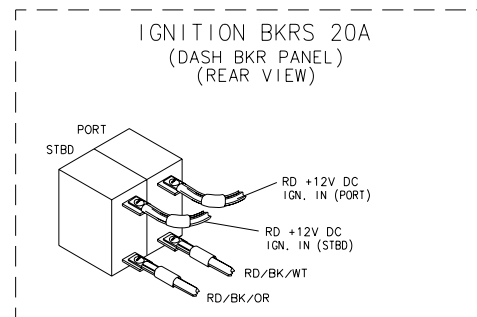 IGNITION BKRS 20A
(DASH BKR PANEL)
(REAR VIEW)
PORT
STBD
RD +12V DC
IGN. IN (PORT)
RD +12V DC
IGN. IN (STBD)
RD/BK/WT
RD/BK/OR